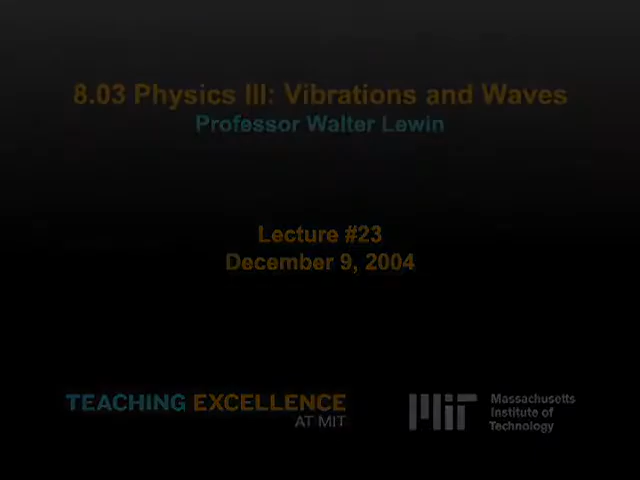 8.03 Physics III: Vibrations and Waves
Professor Walter Lewin
Lecture #23
December 9, 2004
TEACHING EXCELLENCE
AT MIT
Massachusetts
Institute of
Technology